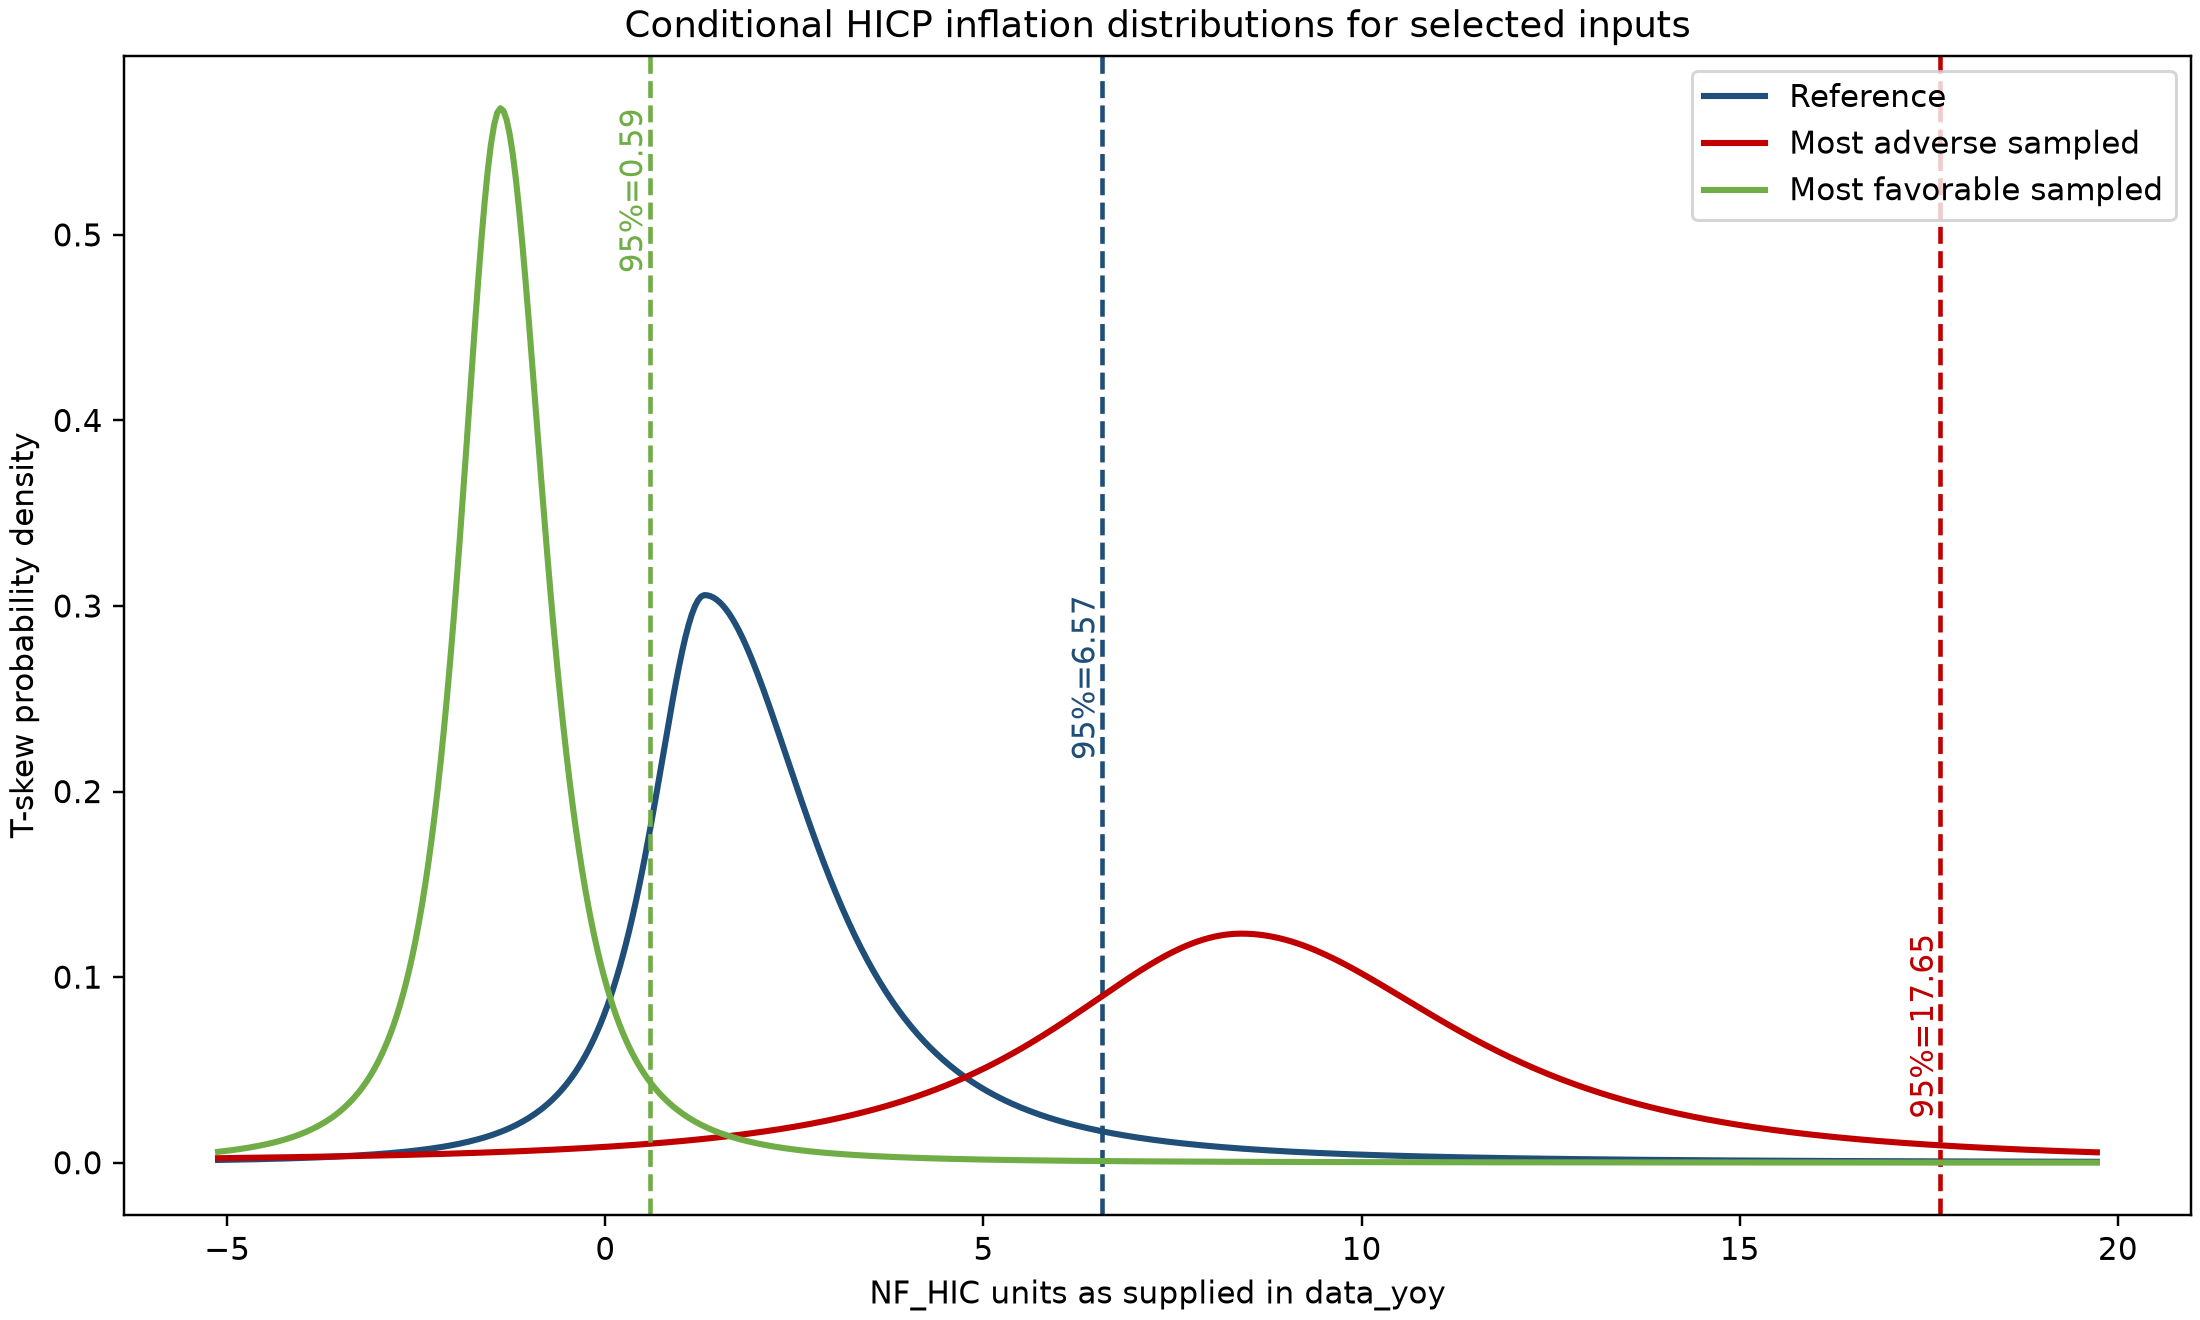 Conditional HICP inflation distributions for selected inputs
Reference
Most adverse sampled
Most favorable sampled
95%=0.59
95%=6.57
95%=17.65
T-skew probability density
0.5
0.4
0.3
0.2
0.1
0.0
−5
0
5
10
15
20
NF_HIC units as supplied in data_yoy